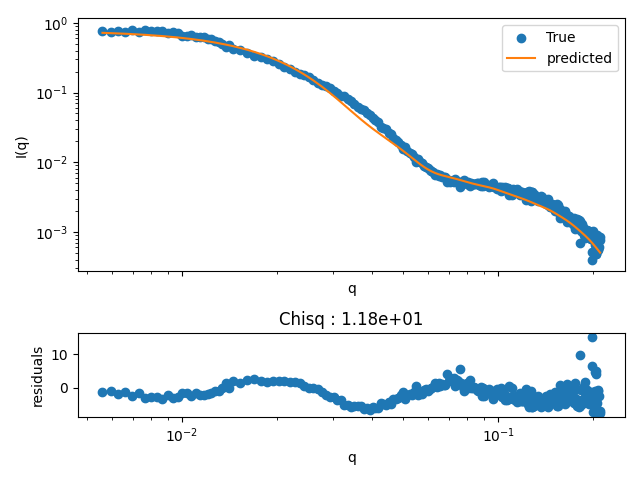 10⁰
10⁻¹
10⁻²
10⁻³
I(q)
True
predicted
q
Chisq : 1.18e+01
10
0
residuals
10⁻²
10⁻¹
q